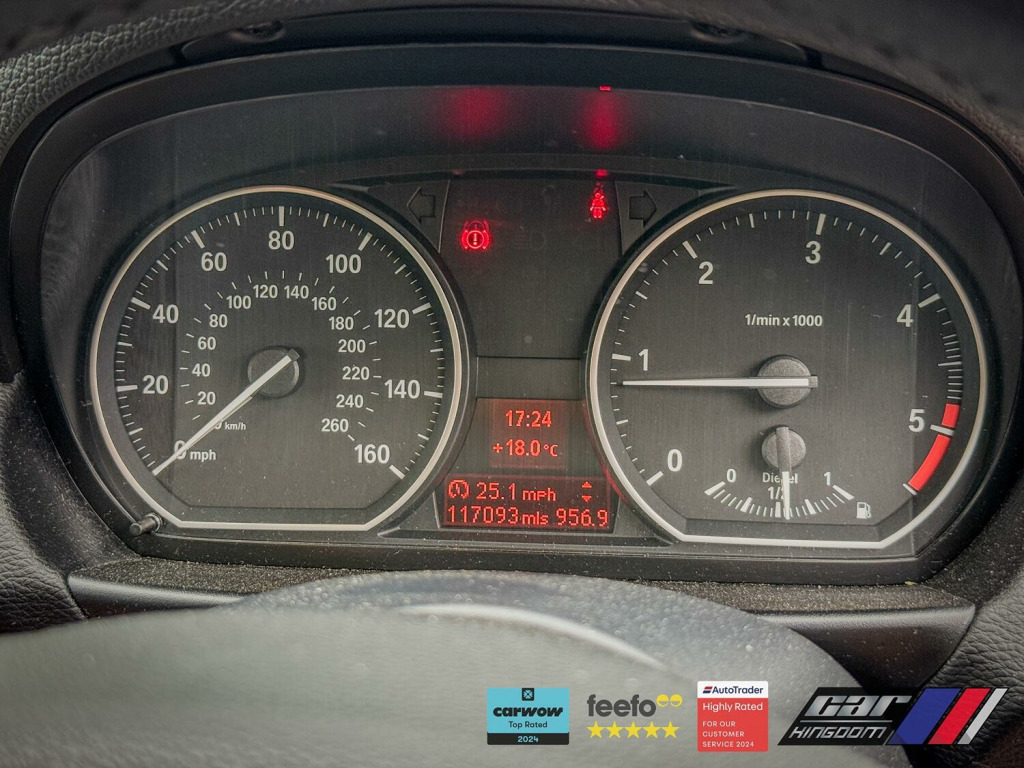 80
60
100
40
120
20
140
0 mph
160
100 120 140 160
80
180
60
200
40
220
20
240
km/h
260
17:24
+18.0°C
25.1 mph
117093 mls 956.9
3
2
4
1/min x 1000
1
5
0
0
Diesel
1/2
1
carwow
Top Rated
2024
feefo
AutoTrader
Highly Rated
FOR OUR
CUSTOMER
SERVICE 2024
CAR
KINGDOM